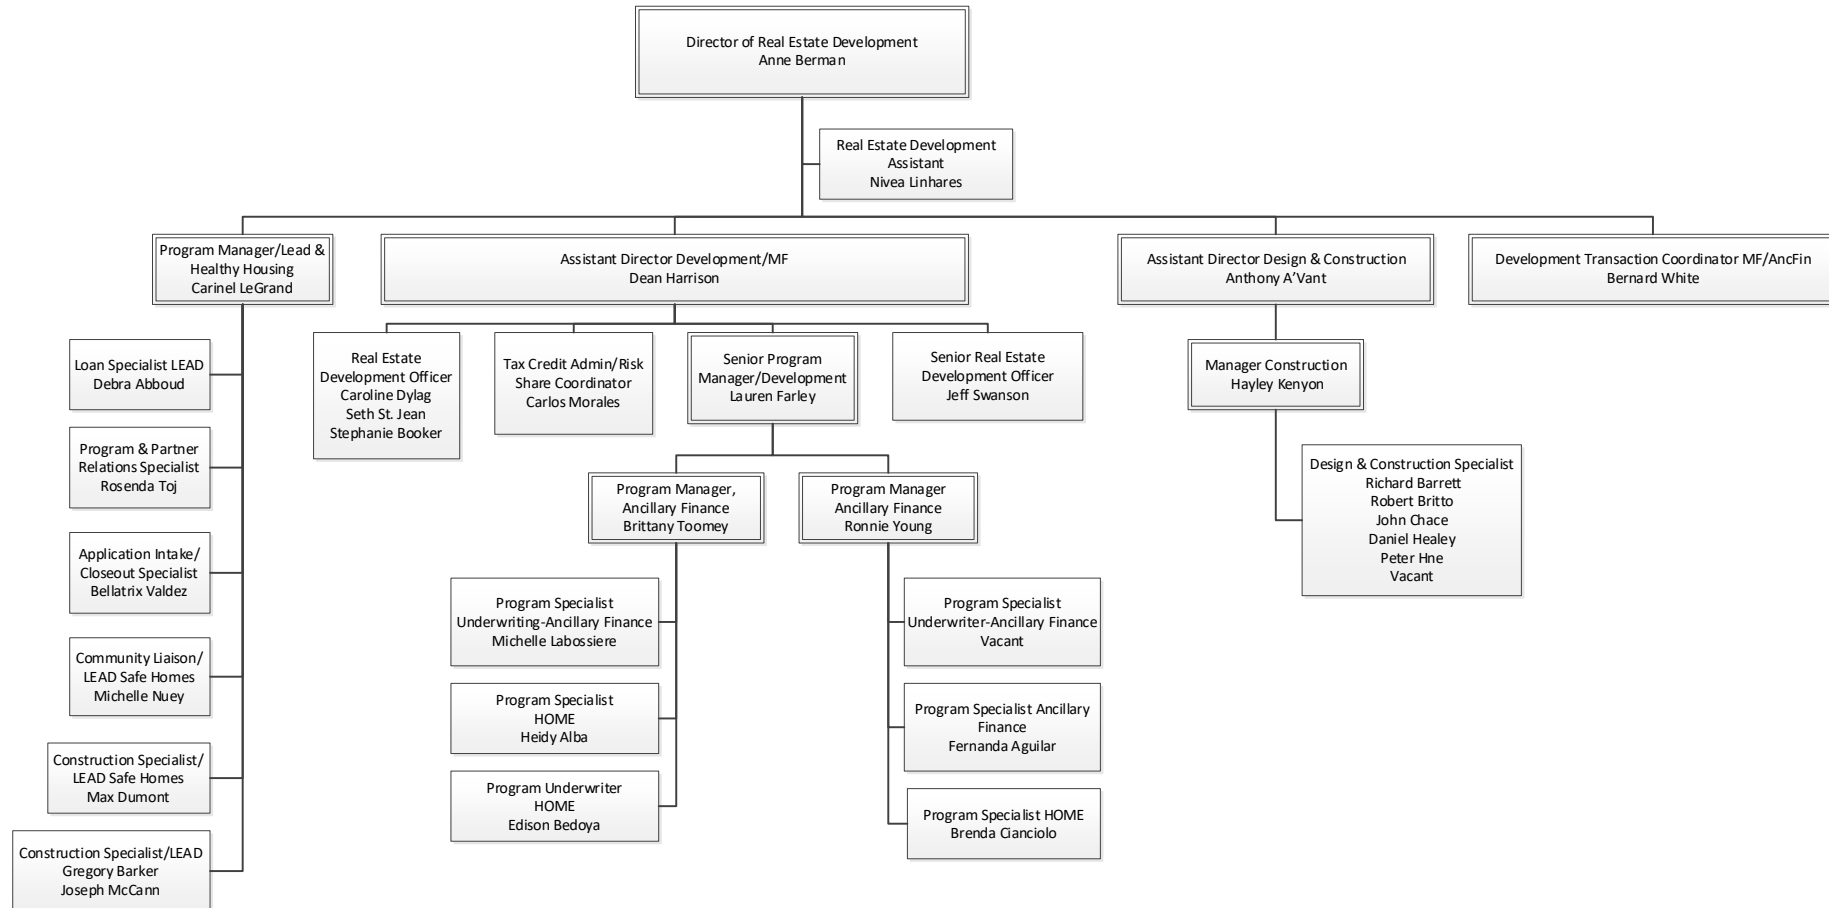 Director of Real Estate Development
Anne Berman
Real Estate Development
Assistant
Nivea Linhares
Program Manager/Lead &
Healthy Housing
Carinel LeGrand
Assistant Director Development/MF
Dean Harrison
Assistant Director Design & Construction
Anthony A’Vant
Development Transaction Coordinator MF/AncFin
Bernard White
Loan Specialist LEAD
Debra Abboud
Program & Partner
Relations Specialist
Rosenda Toj
Application Intake/
Closeout Specialist
Bellatrix Valdez
Community Liaison/
LEAD Safe Homes
Michelle Nuey
Construction Specialist/
LEAD Safe Homes
Max Dumont
Construction Specialist/LEAD
Gregory Barker
Joseph McCann
Real Estate
Development Officer
Caroline Dylag
Seth St. Jean
Stephanie Booker
Tax Credit Admin/Risk
Share Coordinator
Carlos Morales
Senior Program
Manager/Development
Lauren Farley
Senior Real Estate
Development Officer
Jeff Swanson
Program Manager,
Ancillary Finance
Brittany Toomey
Program Manager
Ancillary Finance
Ronnie Young
Program Specialist
Underwriting-Ancillary Finance
Michelle Labossiere
Program Specialist
HOME
Heidy Alba
Program Underwriter
HOME
Edison Bedoya
Program Specialist
Underwriter-Ancillary Finance
Vacant
Program Specialist Ancillary
Finance
Fernanda Aguilar
Program Specialist HOME
Brenda Cianciolo
Manager Construction
Hayley Kenyon
Design & Construction Specialist
Richard Barrett
Robert Britto
John Chace
Daniel Healey
Peter Hne
Vacant